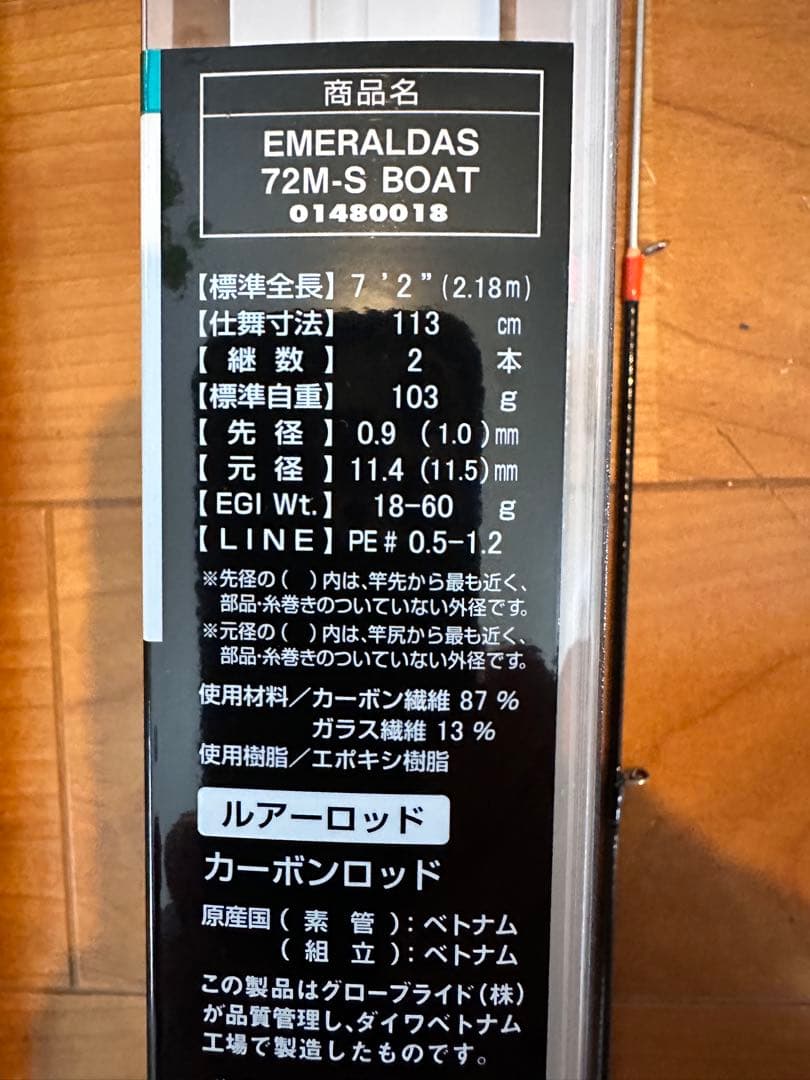 商品名
EMERALDAS
72M-S BOAT
01480018
【標準全長】 7'2" (2.18m)
【仕舞寸法】 113 cm
【継数】 2 本
【標準自重】 103 g
【先径】 0.9 (1.0)mm
【元径】 11.4 (11.5)mm
【EGI Wt.】 18-60 g
【LINE】 PE# 0.5-1.2
※先径の( )内は、竿先から最も近く、
部品・糸巻きのついていない外径です。
※元径の( )内は、竿尻から最も近く、
部品・糸巻きのついていない外径です。
使用材料/カーボン繊維 87 %
ガラス繊維 13 %
使用樹脂/エポキシ樹脂
ルアーロッド
カーボンロッド
原産国(素管):ベトナム
(組立):ベトナム
この製品はグローブライド(株)
が品質管理し、ダイワベトナム
工場で製造したものです。